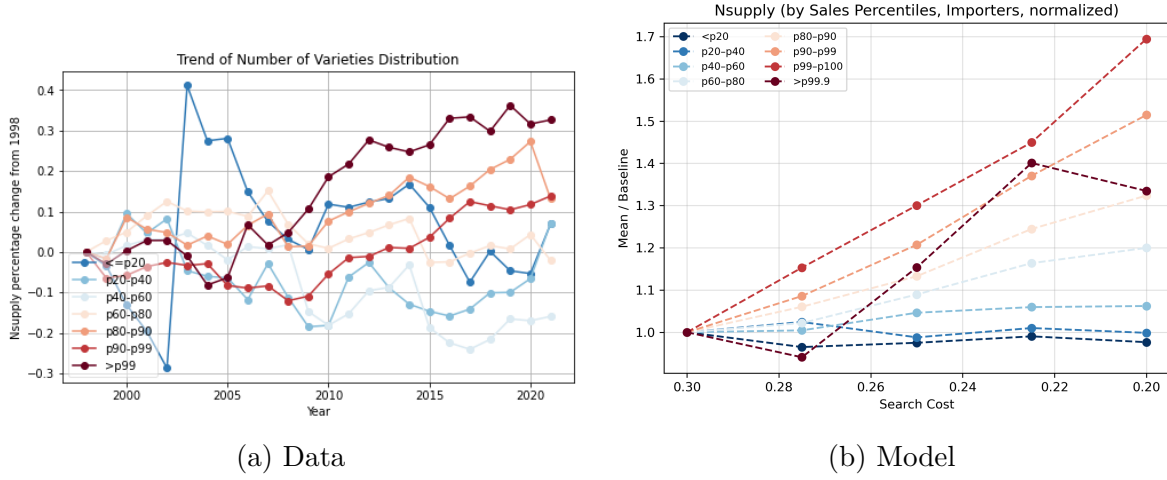 Trend of Number of Varieties Distribution
Nsupply percentage change from 1998
0.4
0.3
0.2
0.1
0.0
−0.1
−0.2
−0.3
<=p20
p20-p40
p40-p60
p60-p80
p80-p90
p90-p99
>p99
2000
2005
2010
2015
2020
Year
(a) Data
Nsupply (by Sales Percentiles, Importers, normalized)
Mean / Baseline
1.7
1.6
1.5
1.4
1.3
1.2
1.1
1.0
<p20
p20–p40
p40–p60
p60–p80
p80–p90
p90–p99
p99–p100
>p99.9
0.30
0.28
0.26
0.24
0.22
0.20
Search Cost
(b) Model